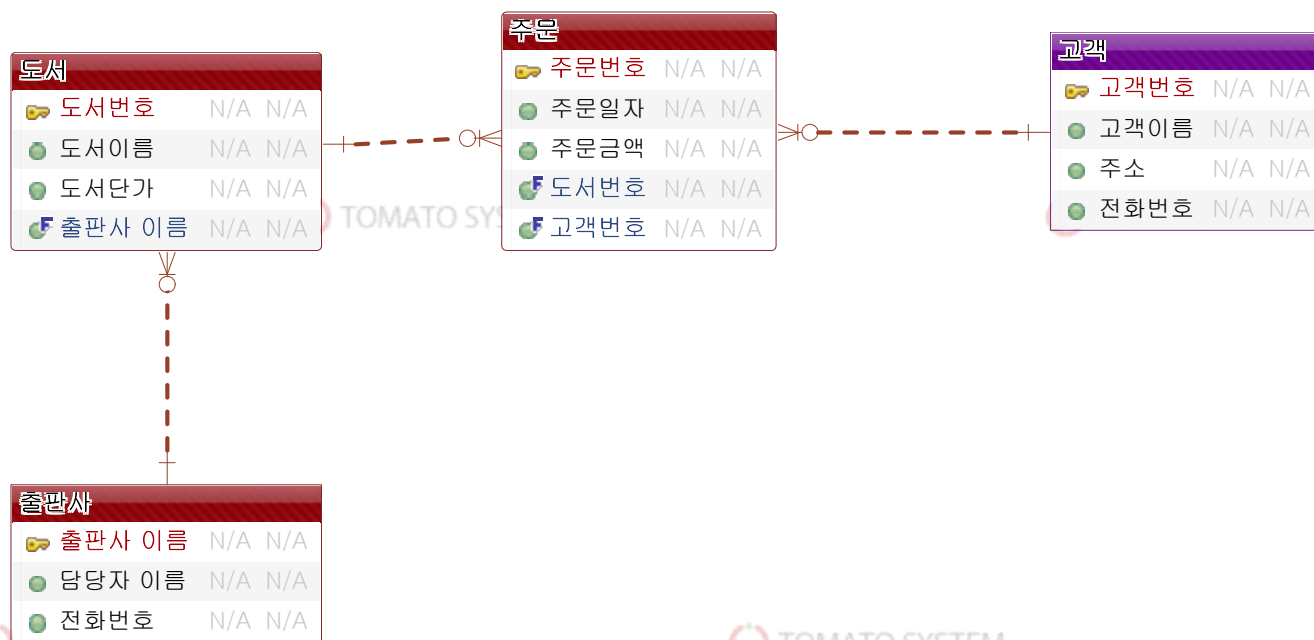 도서
도서번호 N/A N/A
도서이름 N/A N/A
도서단가 N/A N/A
출판사 이름 N/A N/A
주문
주문번호 N/A N/A
주문일자 N/A N/A
주문금액 N/A N/A
도서번호 N/A N/A
고객번호 N/A N/A
고객
고객번호 N/A N/A
고객이름 N/A N/A
주소 N/A N/A
전화번호 N/A N/A
TOMATO SYS
출판사
출판사 이름 N/A N/A
담당자 이름 N/A N/A
전화번호 N/A N/A
TOMATO SYSTEM